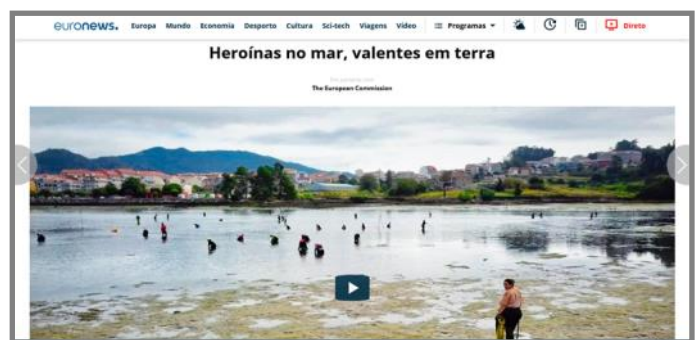 euronews. Europa Mundo Economia Desporto Cultura Sci-tech Viagens Vídeo Programas Direto
Heroínas no mar, valentes em terra
The European Commission